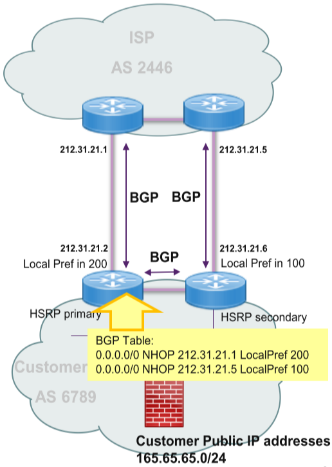 ISP
AS 2446
212.31.21.1
212.31.21.5
BGP
BGP
212.31.21.2
Local Pref in 200
BGP
212.31.21.6
Local Pref in 100
HSRP primary
HSRP secondary
BGP Table:
0.0.0.0/0 NHOP 212.31.21.1 LocalPref 200
0.0.0.0/0 NHOP 212.31.21.5 LocalPref 100
Customer
AS 6789
Customer Public IP addresses
165.65.65.0/24